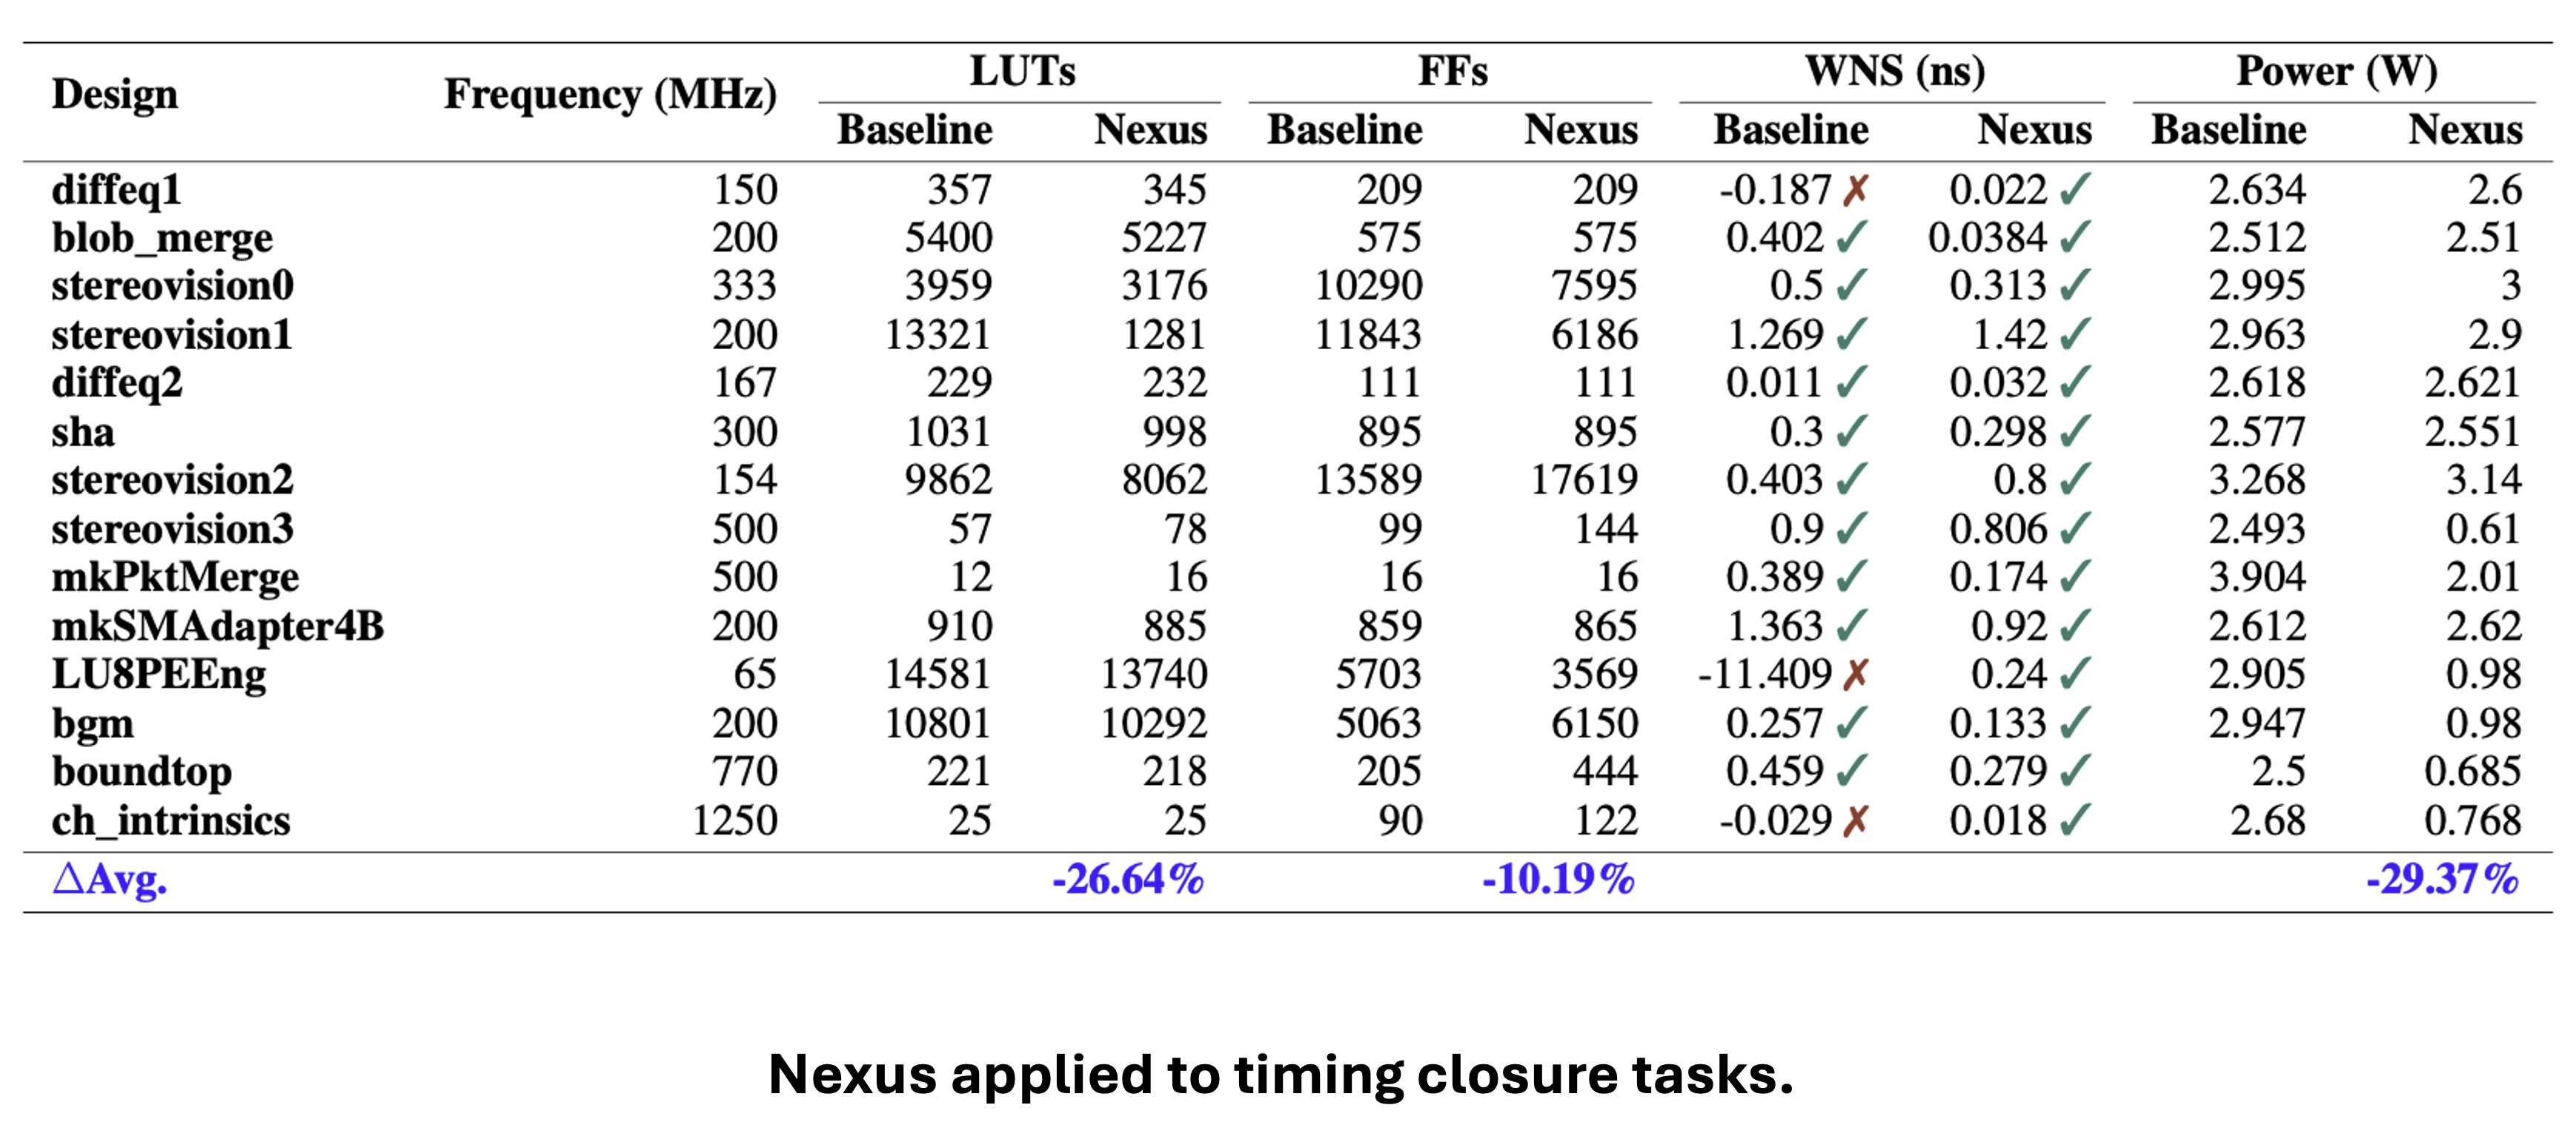 Design Frequency (MHz) LUTs FFs WNS (ns) Power (W)
Baseline Nexus Baseline Nexus Baseline Nexus Baseline Nexus
diffeq1 150 357 345 209 209 -0.187 ✗ 0.022 ✓ 2.634 2.6
blob_merge 200 5400 5227 575 575 0.402 ✓ 0.0384 ✓ 2.512 2.51
stereovision0 333 3959 3176 10290 7595 0.5 ✓ 0.313 ✓ 2.995 3
stereovision1 200 13321 1281 11843 6186 1.269 ✓ 1.42 ✓ 2.963 2.9
diffeq2 167 229 232 111 111 0.011 ✓ 0.032 ✓ 2.618 2.621
sha 300 1031 998 895 895 0.3 ✓ 0.298 ✓ 2.577 2.551
stereovision2 154 9862 8062 13589 17619 0.403 ✓ 0.8 ✓ 3.268 3.14
stereovision3 500 57 78 99 144 0.9 ✓ 0.806 ✓ 2.493 0.61
mkPktMerge 500 12 16 16 16 0.389 ✓ 0.174 ✓ 3.904 2.01
mkSMAdapter4B 200 910 885 859 865 1.363 ✓ 0.92 ✓ 2.612 2.62
LU8PEEng 65 14581 13740 5703 3569 -11.409 ✗ 0.24 ✓ 2.905 0.98
bgm 200 10801 10292 5063 6150 0.257 ✓ 0.133 ✓ 2.947 0.98
boundtop 770 221 218 205 444 0.459 ✓ 0.279 ✓ 2.5 0.685
ch_intrinsics 1250 25 25 90 122 -0.029 ✗ 0.018 ✓ 2.68 0.768
△Avg. -26.64% -10.19% -29.37%
Nexus applied to timing closure tasks.